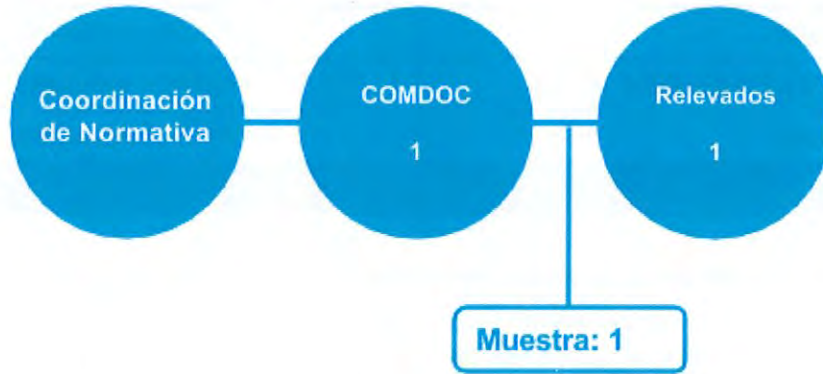 Coordinación
de Normativa
COMDOC
1
Relevados
1
Muestra: 1